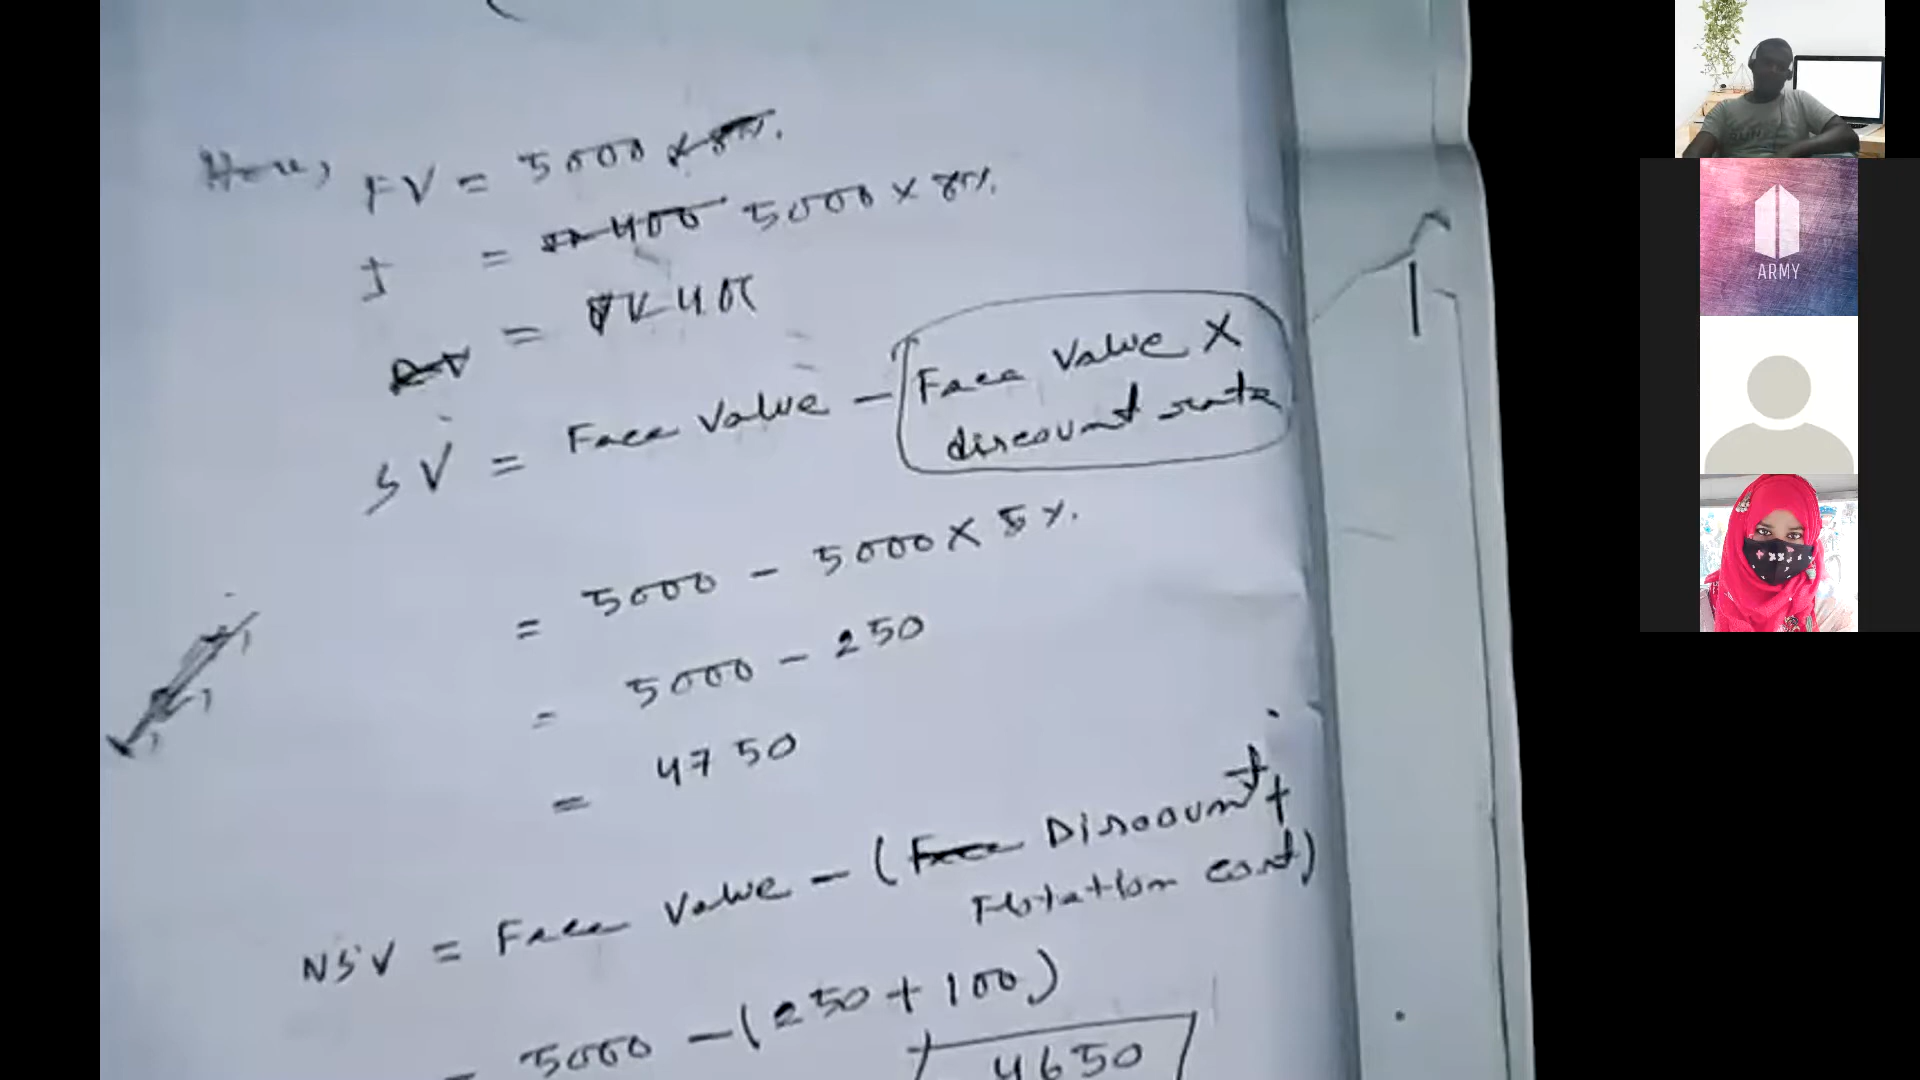 Here, FV = 5000
I = 5000 x 8%
= 400
SV = Face Value - Face Value X
discount rate
= 5000 - 5000 X 5%.
= 5000 - 250
= 4750
NSV = Face Value - (Discount +
Flotation cost)
= 5000 - (250 + 100)
4650
ARMY